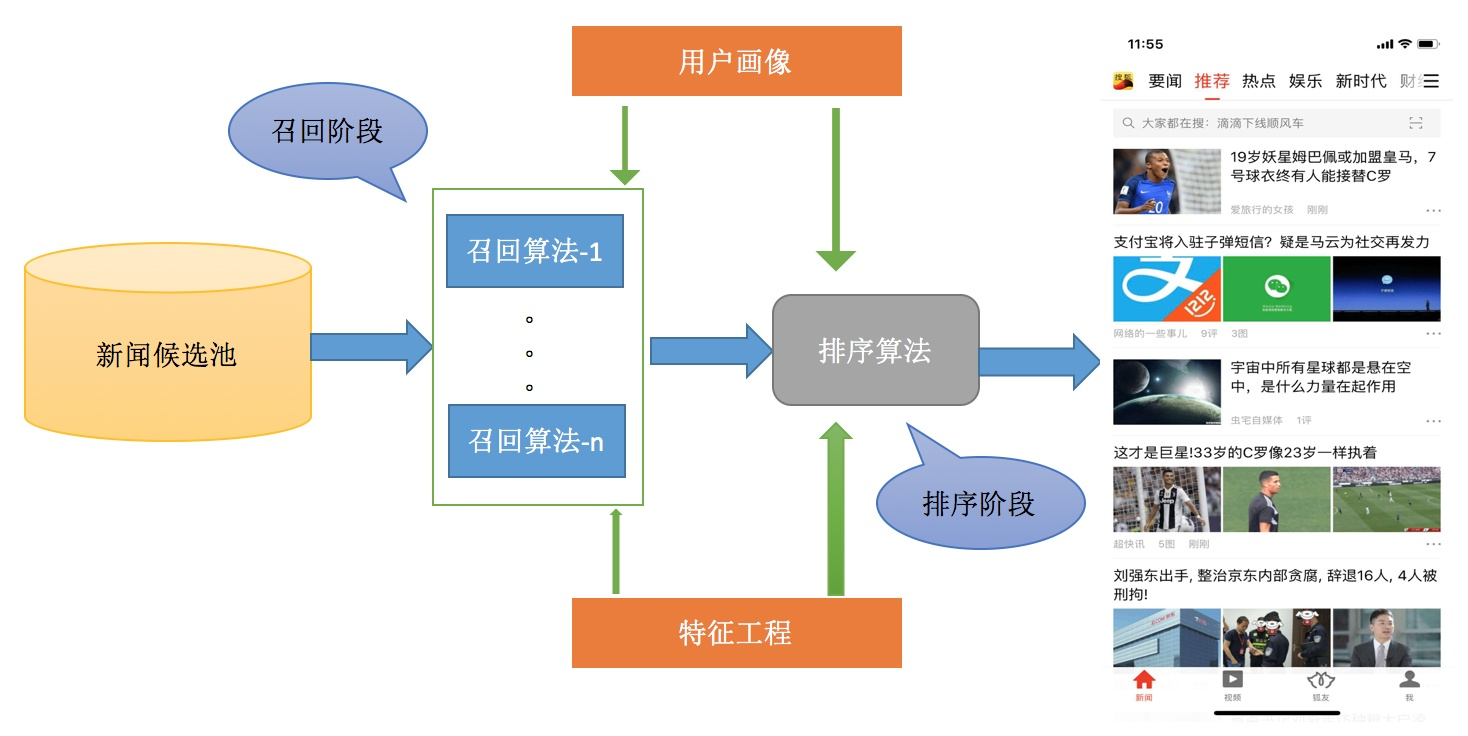 用户画像
召回阶段
召回算法-1
。
。
。
召回算法-n
新闻候选池
排序算法
排序阶段
特征工程
11:55
搜狐
要闻 推荐 热点 娱乐 新时代 财经
大家都在搜：滴滴下线顺风车
19岁妖星姆巴佩或加盟皇马，7
号球衣终有人能接替C罗
20
爱旅行的女孩 刚刚
支付宝将入驻子弹短信？疑是马云为社交再发力
1212
网络的一些事儿 9评 3图
宇宙中所有星球都是悬在空
中，是什么力量在起作用
虫宅自媒体 1评
这才是巨星!33岁的C罗像23岁一样执着
Jeep
超快讯 5图 刚刚
刘强东出手, 整治京东内部贪腐, 辞退16人, 4人被
刑拘!
新闻 视频 狐友 我